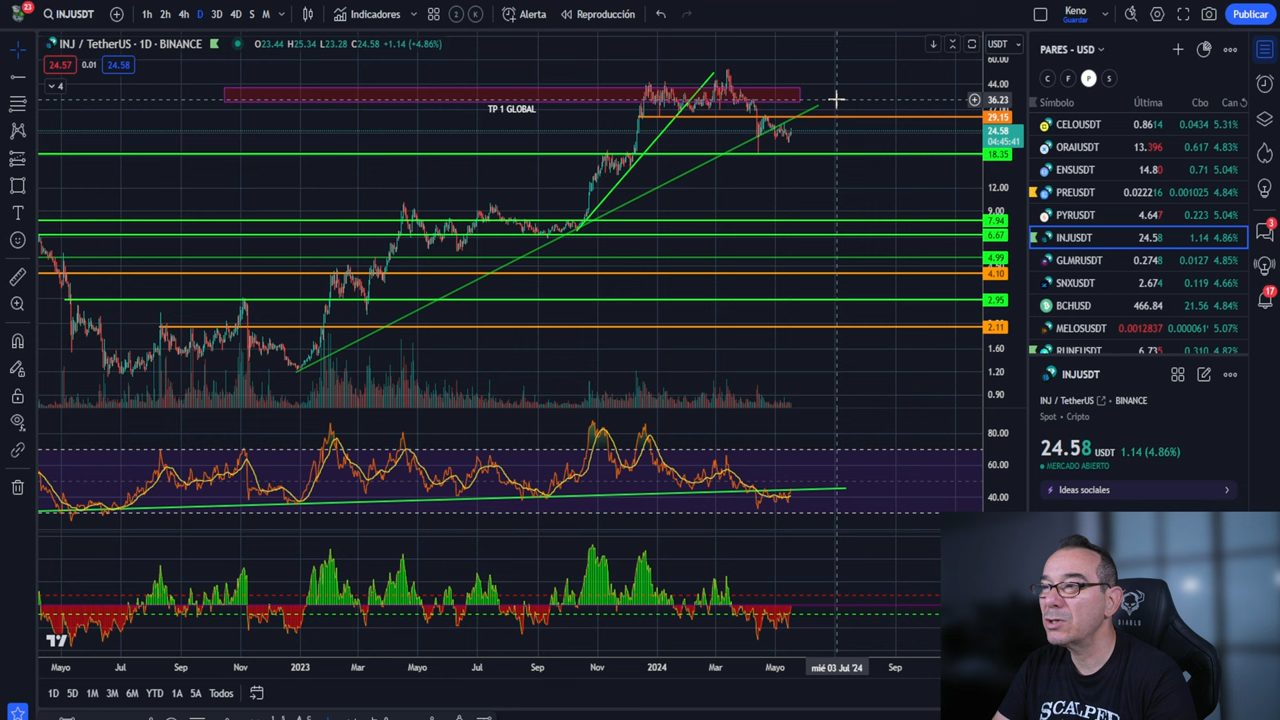 23
INJUSDT
1h 2h 4h D 3D 4D S M
Indicadores
2 K
Alerta
Reproducción
Keno
Guardar
Publicar
INJ / TetherUS · 1D · BINANCE
O23.44 H25.34 L23.28 C24.58 +1.14 (+4.86%)
24.57 0.01 24.58
4
USDT
60.00
44.00
36.23
29.15
24.58
04:45:41
18.35
12.00
9.00
7.94
6.67
4.99
4.10
2.95
2.11
1.60
1.20
0.90
80.00
60.00
40.00
TP 1 GLOBAL
Mayo Jul Sep Nov 2023 Mar Mayo Jul Sep Nov 2024 Mar Mayo mié 03 Jul '24 Sep
1D 5D 1M 3M 6M YTD 1A 5A Todos
PARES - USD
C F P S
Símbolo Última Cbo Can
CELOUSDT 0.8614 0.0434 5.31%
ORAIUSDT 13.396 0.617 4.83%
ENSUSDT 14.80 0.71 5.04%
PREUSDT 0.022216 0.001025 4.84%
PYRUSDT 4.647 0.223 5.04%
INJUSDT 24.58 1.14 4.86%
GLMRUSDT 0.2748 0.0127 4.85%
SNXUSDT 2.674 0.119 4.66%
BCHUSD 466.84 21.56 4.84%
MELOSUSDT 0.0012837 0.000061 5.07%
RUNEUSDT 6.735 0.310 4.82%
INJUSDT
INJ / TetherUS · BINANCE
Spot • Cripto
24.58 USDT 1.14 (4.86%)
MERCADO ABIERTO
Ideas sociales
3
17
DIABLO
SCALPED